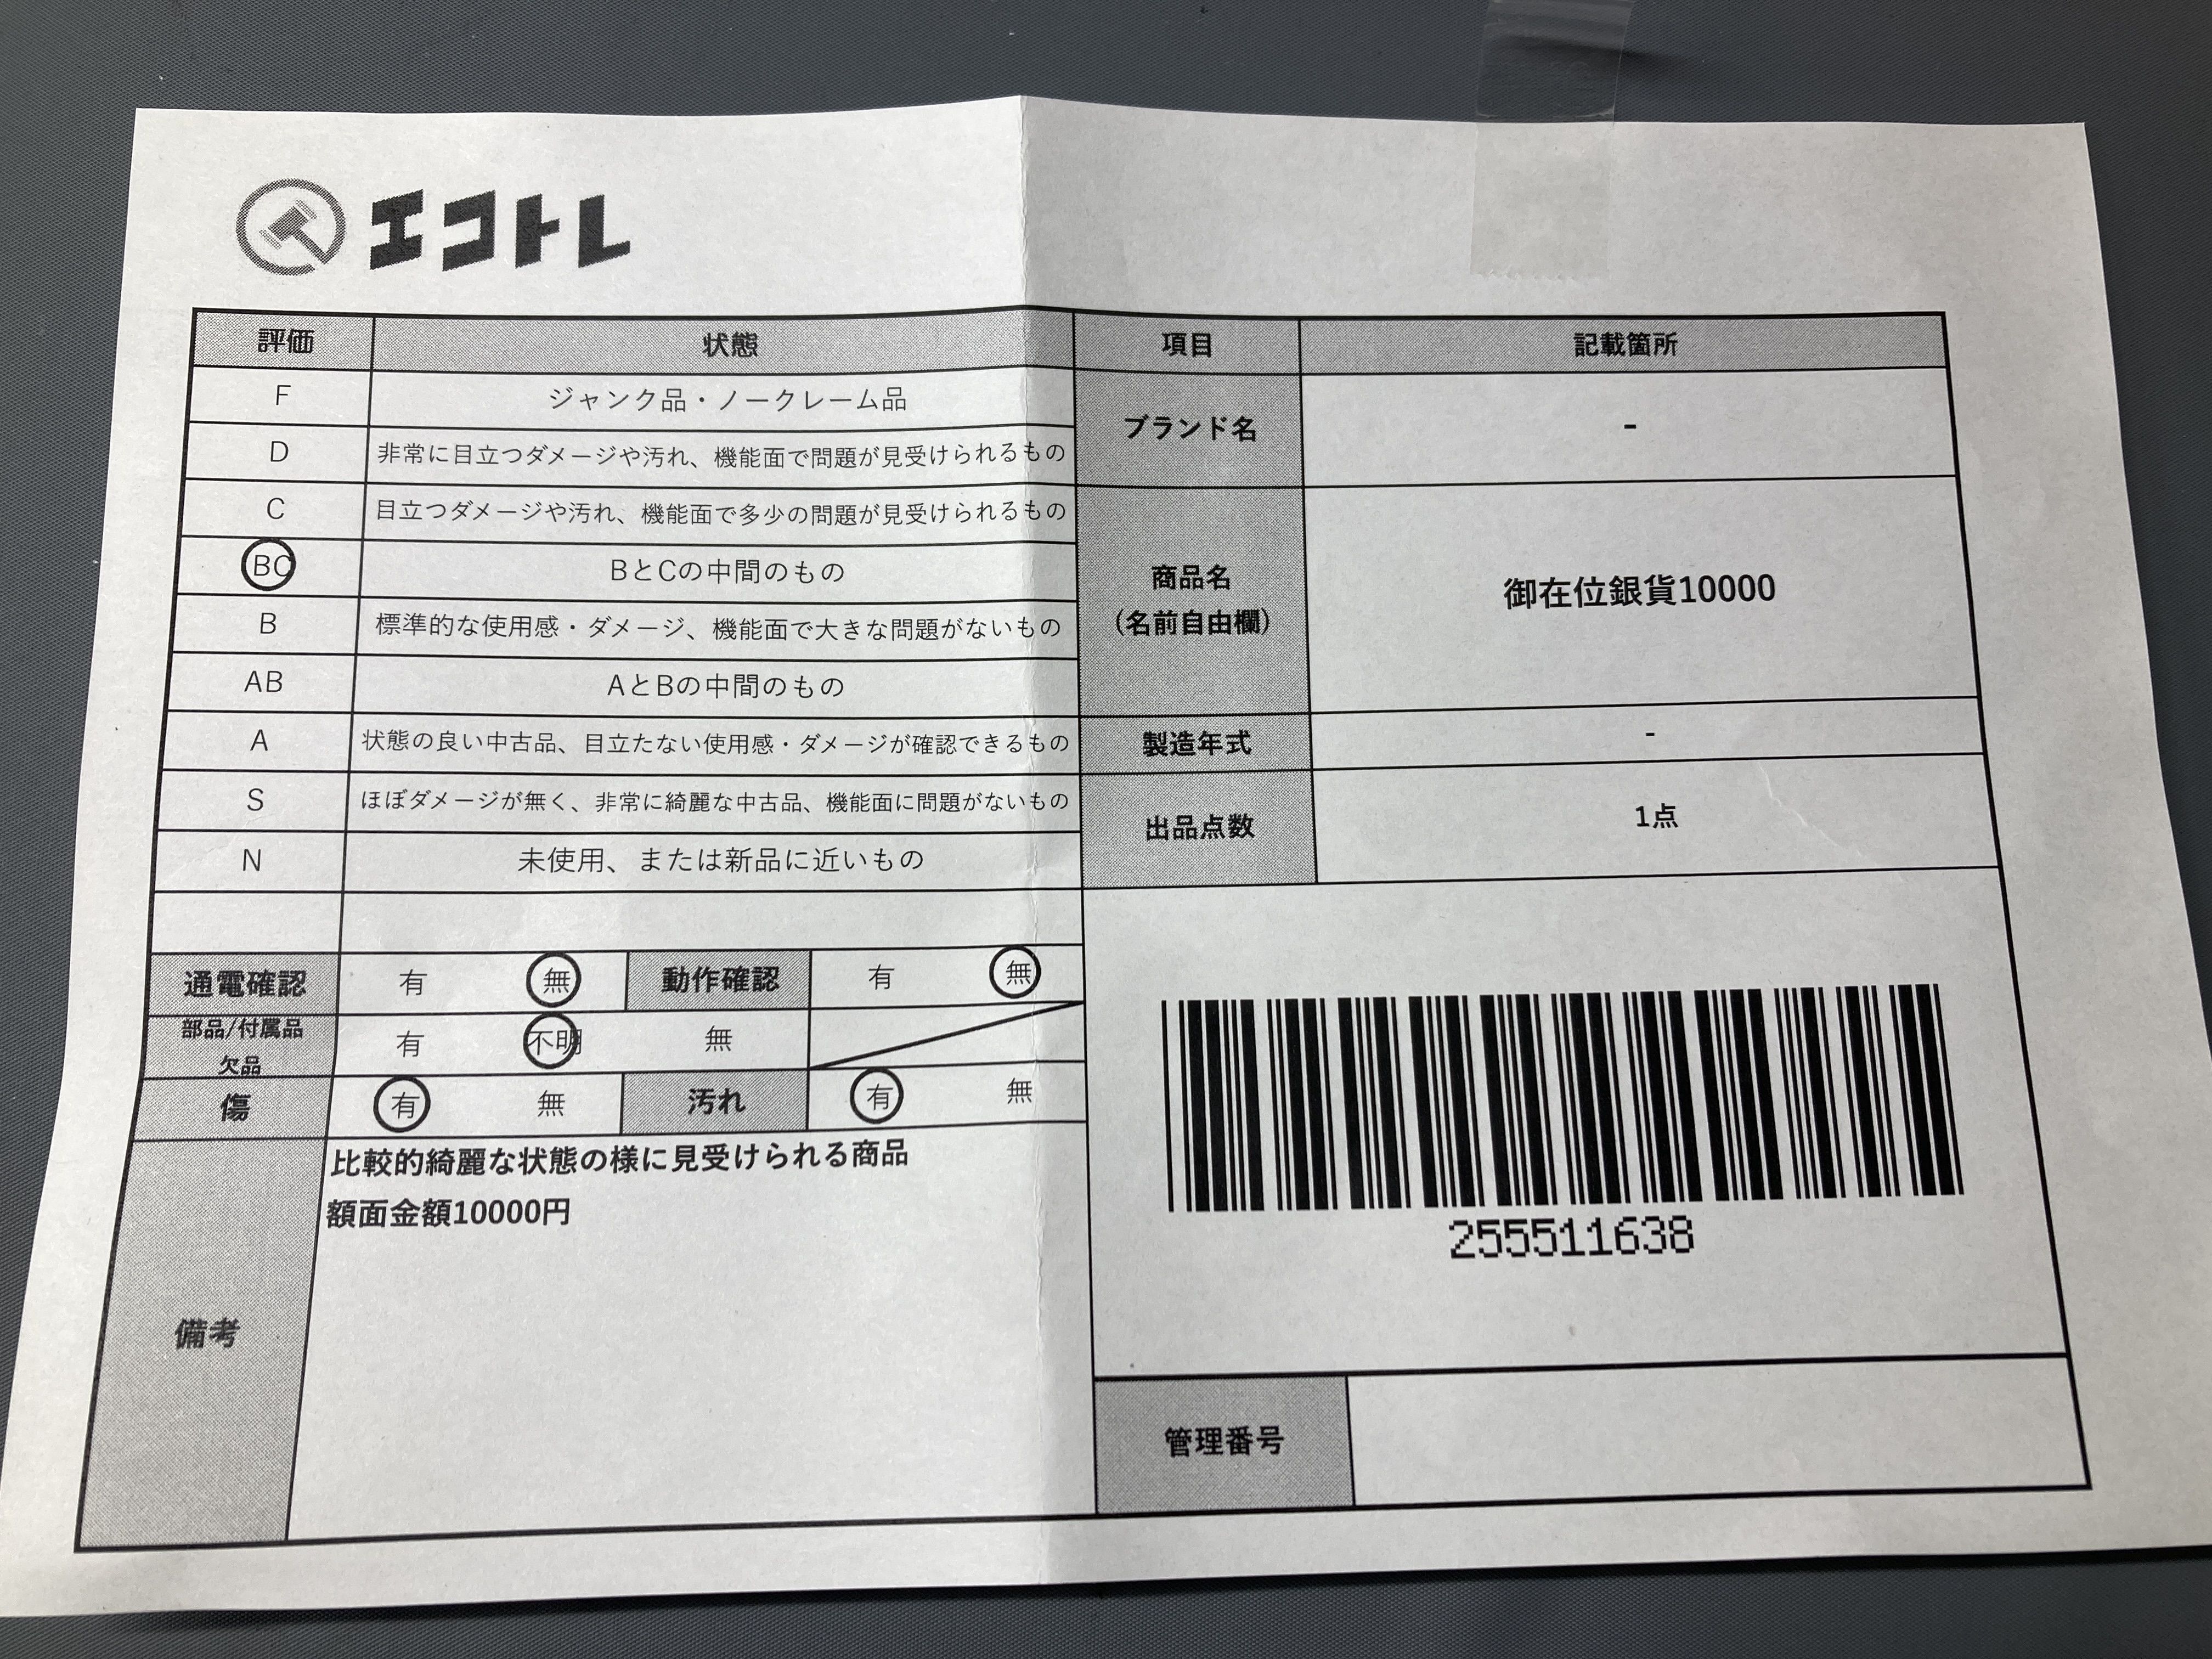 エコトレ
評価 状態
F ジャンク品・ノークレーム品
D 非常に目立つダメージや汚れ、機能面で問題が見受けられるもの
C 目立つダメージや汚れ、機能面で多少の問題が見受けられるもの
BC BとCの中間のもの
B 標準的な使用感・ダメージ、機能面で大きな問題がないもの
AB AとBの中間のもの
A 状態の良い中古品、目立たない使用感・ダメージが確認できるもの
S ほぼダメージが無く、非常に綺麗な中古品、機能面に問題がないもの
N 未使用、または新品に近いもの
通電確認 有 無 動作確認 有 無
部品/付属品
欠品 有 不明 無
傷 有 無 汚れ 有 無
備考
比較的綺麗な状態の様に見受けられる商品
額面金額10000円
項目 記載箇所
ブランド名 -
商品名
(名前自由欄)
御在位銀貨10000
製造年式 -
出品点数 1点
255511638
管理番号